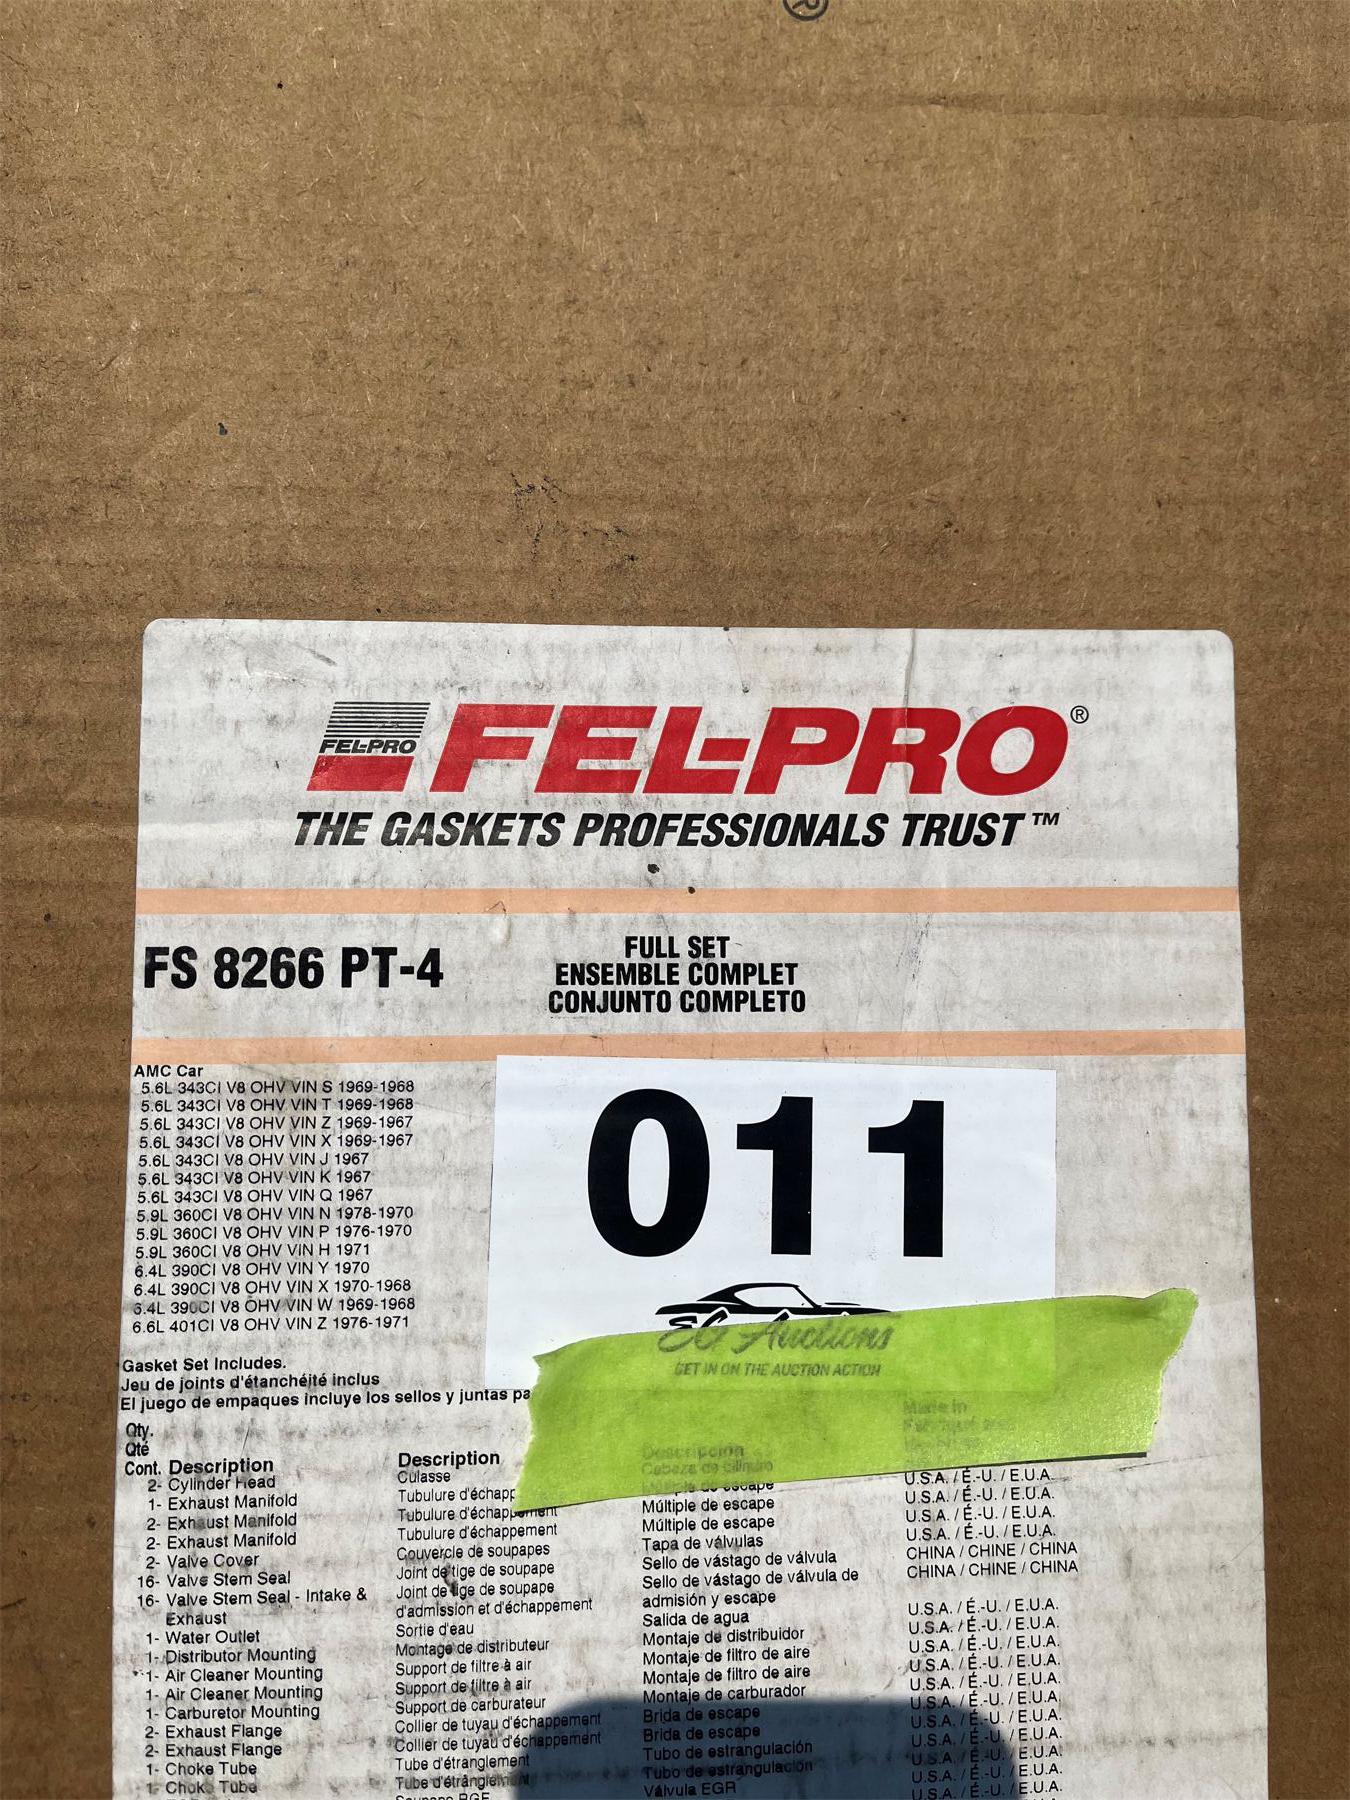 ®
FEL-PRO
FEL-PRO®
THE GASKETS PROFESSIONALS TRUST™
FS 8266 PT-4
FULL SET
ENSEMBLE COMPLET
CONJUNTO COMPLETO
AMC Car
5.6L 343CI V8 OHV VIN S 1969-1968
5.6L 343CI V8 OHV VIN T 1969-1968
5.6L 343CI V8 OHV VIN Z 1969-1967
5.6L 343CI V8 OHV VIN X 1969-1967
5.6L 343CI V8 OHV VIN J 1967
5.6L 343CI V8 OHV VIN K 1967
5.6L 343CI V8 OHV VIN Q 1967
5.9L 360CI V8 OHV VIN N 1978-1970
5.9L 360CI V8 OHV VIN P 1976-1970
5.9L 360CI V8 OHV VIN H 1971
6.4L 390CI V8 OHV VIN Y 1970
6.4L 390CI V8 OHV VIN X 1970-1968
6.4L 390CI V8 OHV VIN W 1969-1968
6.6L 401CI V8 OHV VIN Z 1976-1971
011
EG Auctions
GET IN ON THE AUCTION ACTION
Gasket Set Includes.
Jeu de joints d'étanchéité inclus
El juego de empaques incluye los sellos y juntas pa
Made in
Qty.
Qté
Cont. Description
2- Cylinder Head
1- Exhaust Manifold
2- Exhaust Manifold
2- Exhaust Manifold
2- Valve Cover
16- Valve Stem Seal
16- Valve Stem Seal - Intake &
Exhaust
1- Water Outlet
1- Distributor Mounting
1- Air Cleaner Mounting
1- Air Cleaner Mounting
1- Carburetor Mounting
2- Exhaust Flange
2- Exhaust Flange
1- Choke Tube
1- Choke Tube
Description
Culasse
Tubulure d'échapp
Tubulure d'échappement
Tubulure d'échappement
Couvercle de soupapes
Joint de tige de soupape
Joint de tige de soupape
d'admission et d'échappement
Sortie d'eau
Montage de distributeur
Support de filtre à air
Support de filtre à air
Support de carburateur
Collier de tuyau d'échappement
Collier de tuyau d'échappement
Tube d'étranglement
Tube d'étranglement
Soupape RGE
Descripción
Cabeza de cilindro
Múltiple de escape
Múltiple de escape
Múltiple de escape
Tapa de válvulas
Sello de vástago de válvula
Sello de vástago de válvula de
admisión y escape
Salida de agua
Montaje de distribuidor
Montaje de filtro de aire
Montaje de filtro de aire
Montaje de carburador
Brida de escape
Brida de escape
Tubo de estrangulación
Tubo de estrangulación
Válvula EGR
U.S.A. / É.-U. / E.U.A.
U.S.A. / É.-U. / E.U.A.
U.S.A. / É.-U. / E.U.A.
U.S.A. / É.-U. / E.U.A.
CHINA / CHINE / CHINA
CHINA / CHINE / CHINA
U.S.A. / É.-U. / E.U.A.
U.S.A. / É.-U. / E.U.A.
U.S.A. / É.-U. / E.U.A.
U.S.A. / É.-U. / E.U.A.
U.S.A. / É.-U. / E.U.A.
U.S.A. / É.-U. / E.U.A.
U.S.A. / É.-U. / E.U.A.
U.S.A. / É.-U. / E.U.A.
U.S.A. / É.-U. / E.U.A.
U.S.A. / É.-U. / E.U.A.